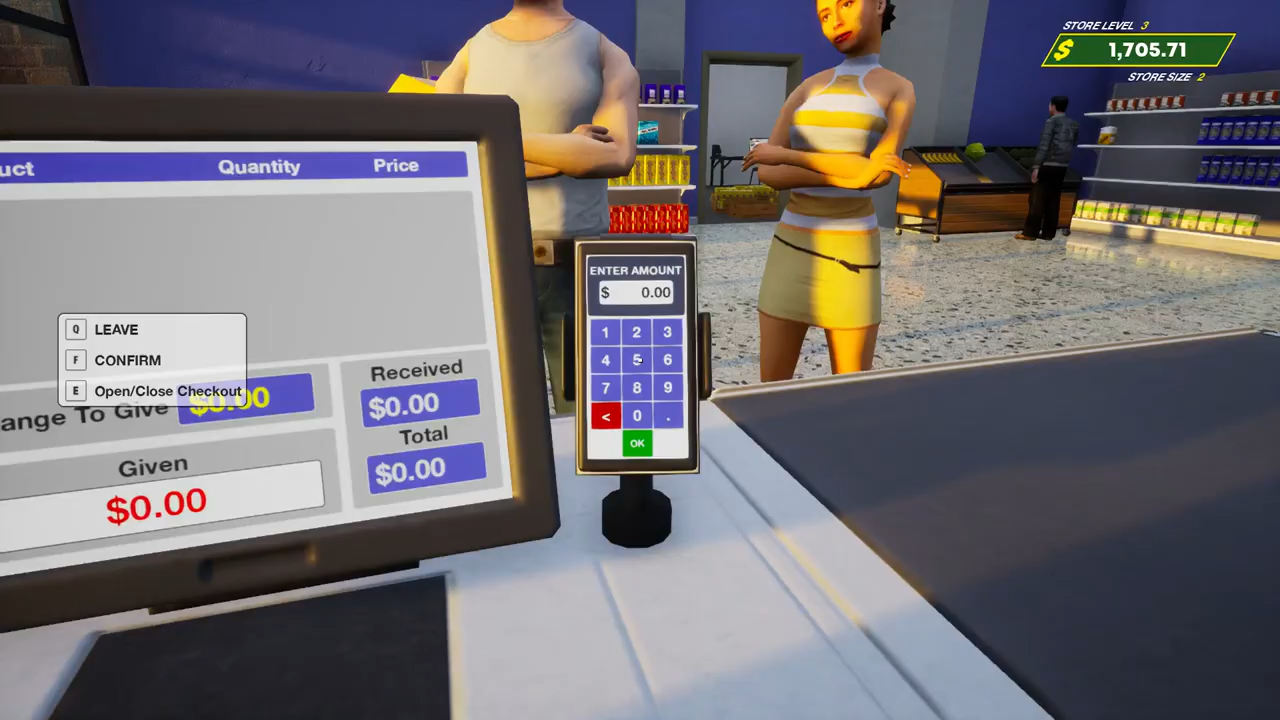 STORE LEVEL 3
$ 1,705.71
STORE SIZE 2
uct Quantity Price
Q LEAVE
F CONFIRM
E Open/Close Checkout
ange To Give $0.00
Given
$0.00
Received
$0.00
Total
$0.00
ENTER AMOUNT
$ 0.00
1 2 3
4 5 6
7 8 9
< 0 .
OK